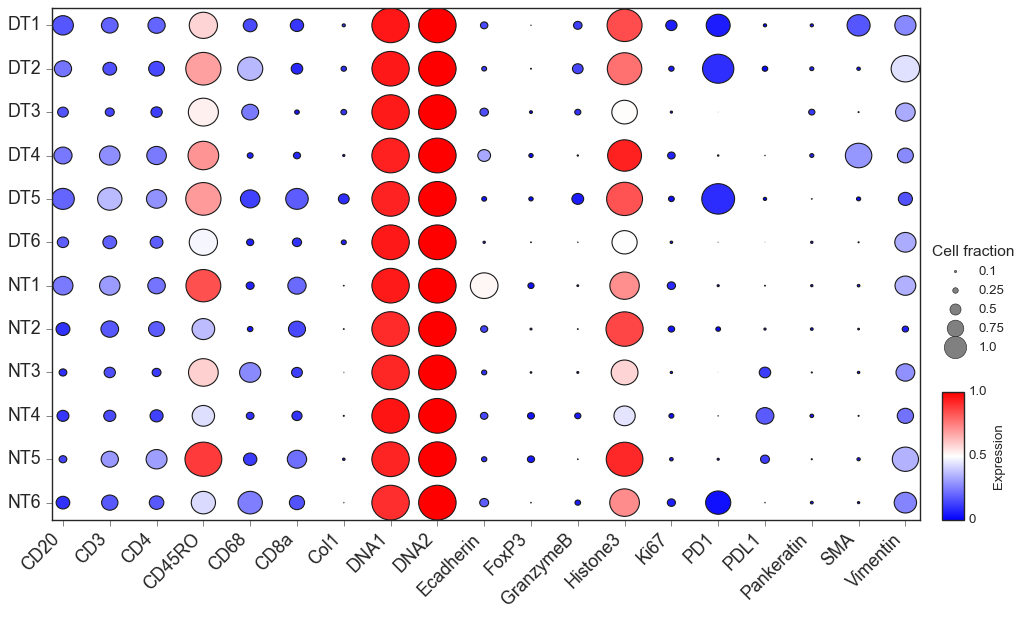 DT1
DT2
DT3
DT4
DT5
DT6
NT1
NT2
NT3
NT4
NT5
NT6
CD20
CD3
CD4
CD45RO
CD68
CD8a
Col1
DNA1
DNA2
Ecadherin
FoxP3
GranzymeB
Histone3
Ki67
PD1
PDL1
Pankeratin
SMA
Vimentin
Cell fraction
0.1
0.25
0.5
0.75
1.0
1.0
0.5
0
Expression